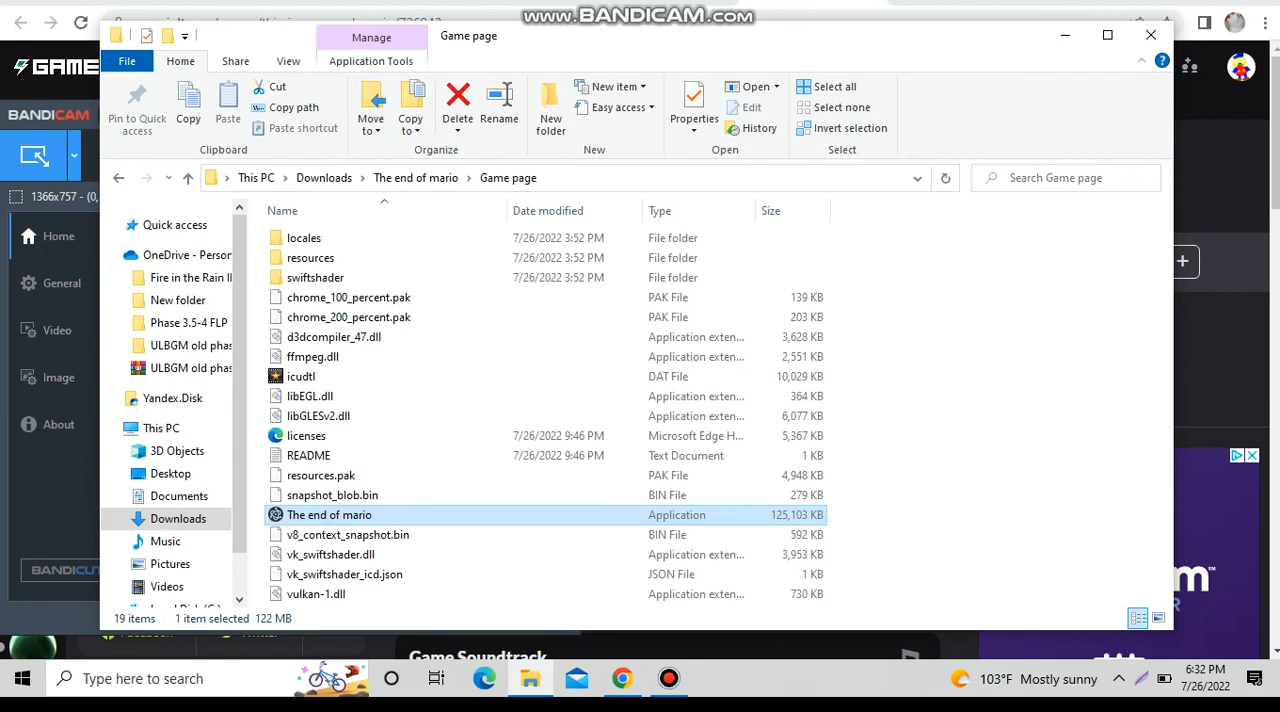 www.BANDICAM.com
Manage
Game page
File
Home
Share
View
Application Tools
GAME
BANDICAM
Pin to Quick access
Copy
Paste
Cut
Copy path
Paste shortcut
Clipboard
Move to
Copy to
Delete
Rename
Organize
New folder
New item
Easy access
New
Properties
Open
Edit
History
Open
Select all
Select none
Invert selection
Select
This PC
Downloads
The end of mario
Game page
Search Game page
1366x757 - (0,
Home
General
Video
Image
About
BANDICUT
Quick access
OneDrive - Person
Fire in the Rain II
New folder
Phase 3.5-4 FLP
ULBGM old phas
ULBGM old phas
Yandex.Disk
This PC
3D Objects
Desktop
Documents
Downloads
Music
Pictures
Videos
Name Date modified Type Size
locales 7/26/2022 3:52 PM File folder
resources 7/26/2022 3:52 PM File folder
swiftshader 7/26/2022 3:52 PM File folder
chrome_100_percent.pak PAK File 139 KB
chrome_200_percent.pak PAK File 203 KB
d3dcompiler_47.dll Application exten... 3,628 KB
ffmpeg.dll Application exten... 2,551 KB
icudtl DAT File 10,029 KB
libEGL.dll Application exten... 364 KB
libGLESv2.dll Application exten... 6,077 KB
licenses 7/26/2022 9:46 PM Microsoft Edge H... 5,367 KB
README 7/26/2022 9:46 PM Text Document 1 KB
resources.pak PAK File 4,948 KB
snapshot_blob.bin BIN File 279 KB
The end of mario Application 125,103 KB
v8_context_snapshot.bin BIN File 592 KB
vk_swiftshader.dll Application exten... 3,953 KB
vk_swiftshader_icd.json JSON File 1 KB
vulkan-1.dll Application exten... 730 KB
19 items 1 item selected 122 MB
Game Soundtrack
Type here to search
103°F Mostly sunny
6:32 PM
7/26/2022